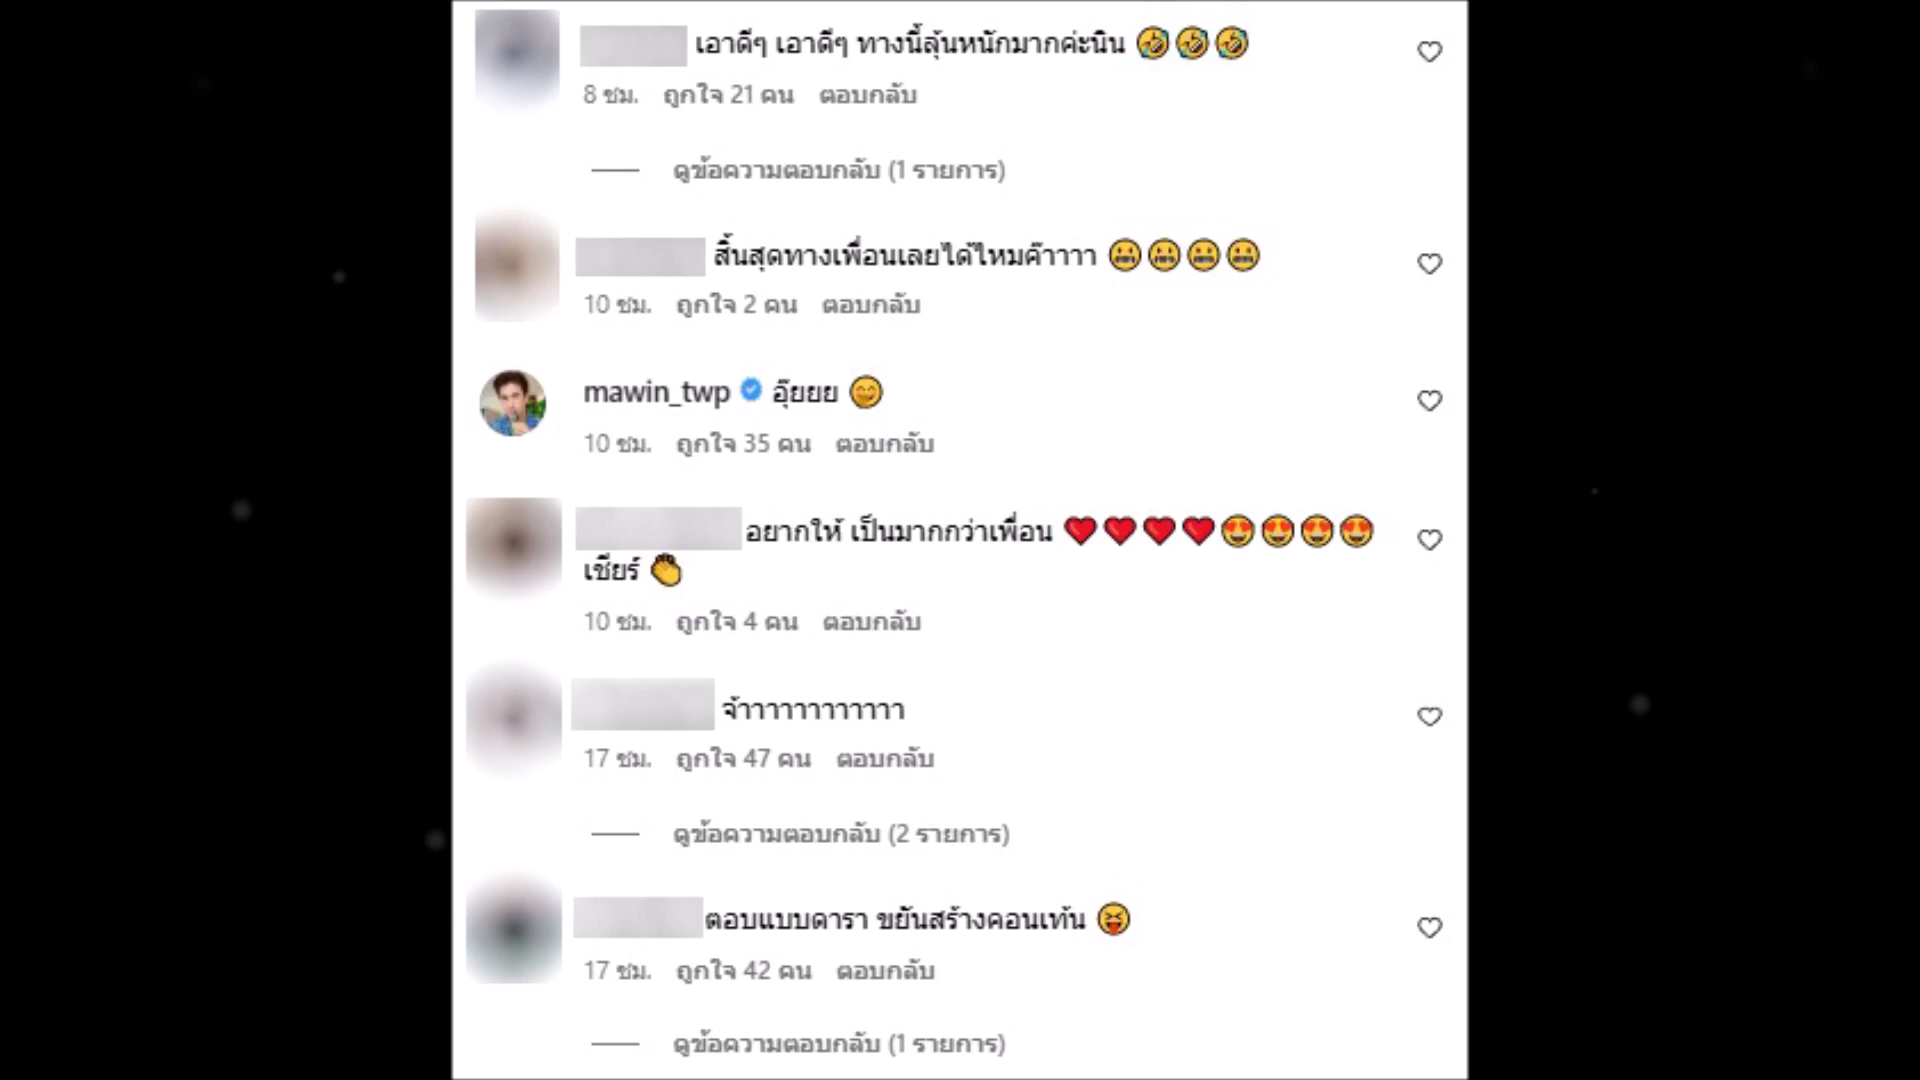 เอาดีๆ เอาดีๆ ทางนี้ลุ้นหนักมากค่ะนิน 🤣🤣🤣
8 ชม. ถูกใจ 21 คน ตอบกลับ
ดูข้อความตอบกลับ (1 รายการ)
สิ้นสุดทางเพื่อนเลยได้ไหมค๊าาาา 😬😬😬😬
10 ชม. ถูกใจ 2 คน ตอบกลับ
mawin_twp อุ๊ยยย 😊
10 ชม. ถูกใจ 35 คน ตอบกลับ
อยากให้ เป็นมากกว่าเพื่อน ❤️❤️❤️❤️😍😍😍😍
เชียร์ 👏
10 ชม. ถูกใจ 4 คน ตอบกลับ
จ้าาาาาาาาาาาา
17 ชม. ถูกใจ 47 คน ตอบกลับ
ดูข้อความตอบกลับ (2 รายการ)
ตอบแบบดารา ขยันสร้างคอนเท้น 😝
17 ชม. ถูกใจ 42 คน ตอบกลับ
ดูข้อความตอบกลับ (1 รายการ)